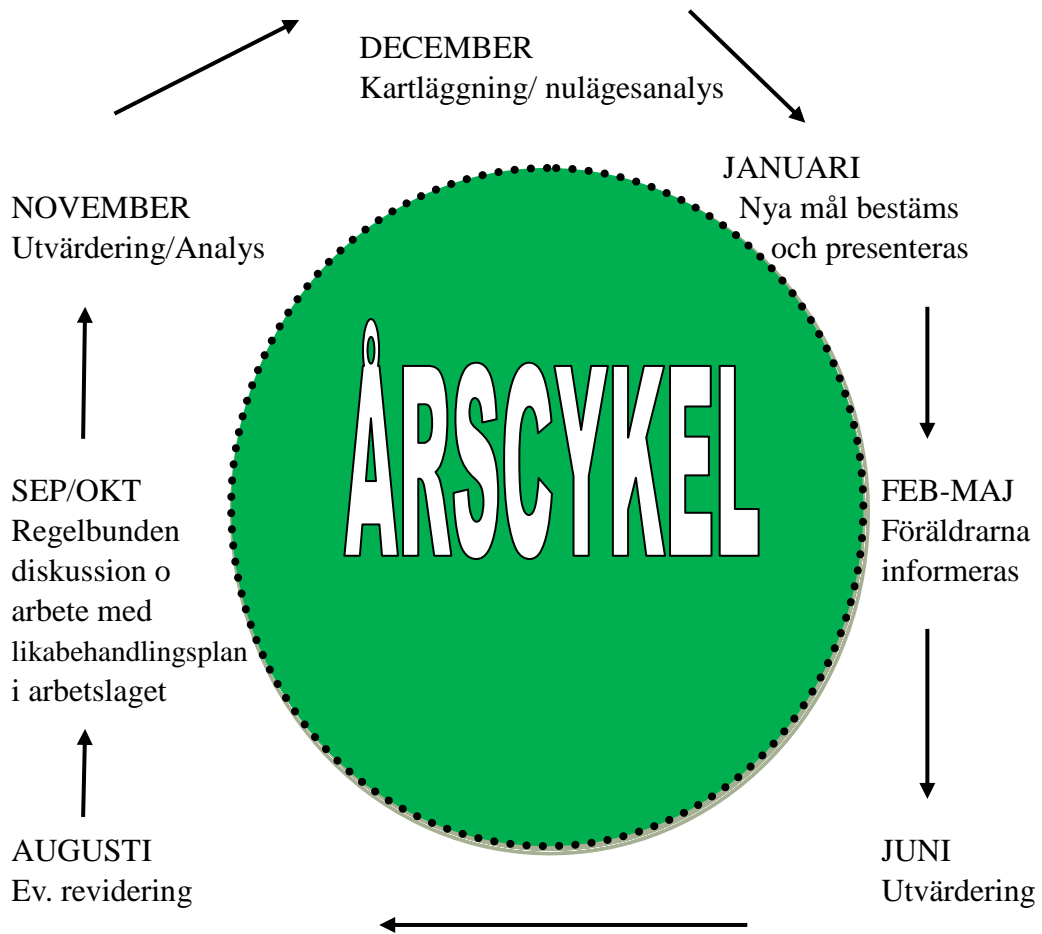 DECEMBER
Kartläggning/ nulägesanalys
JANUARI
Nya mål bestäms
och presenteras
FEB-MAJ
Föräldrarna
informeras
JUNI
Utvärdering
AUGUSTI
Ev. revidering
SEP/OKT
Regelbunden
diskussion o
arbete med
likabehandlingsplan
i arbetslaget
NOVEMBER
Utvärdering/Analys
ÅRSCYKEL